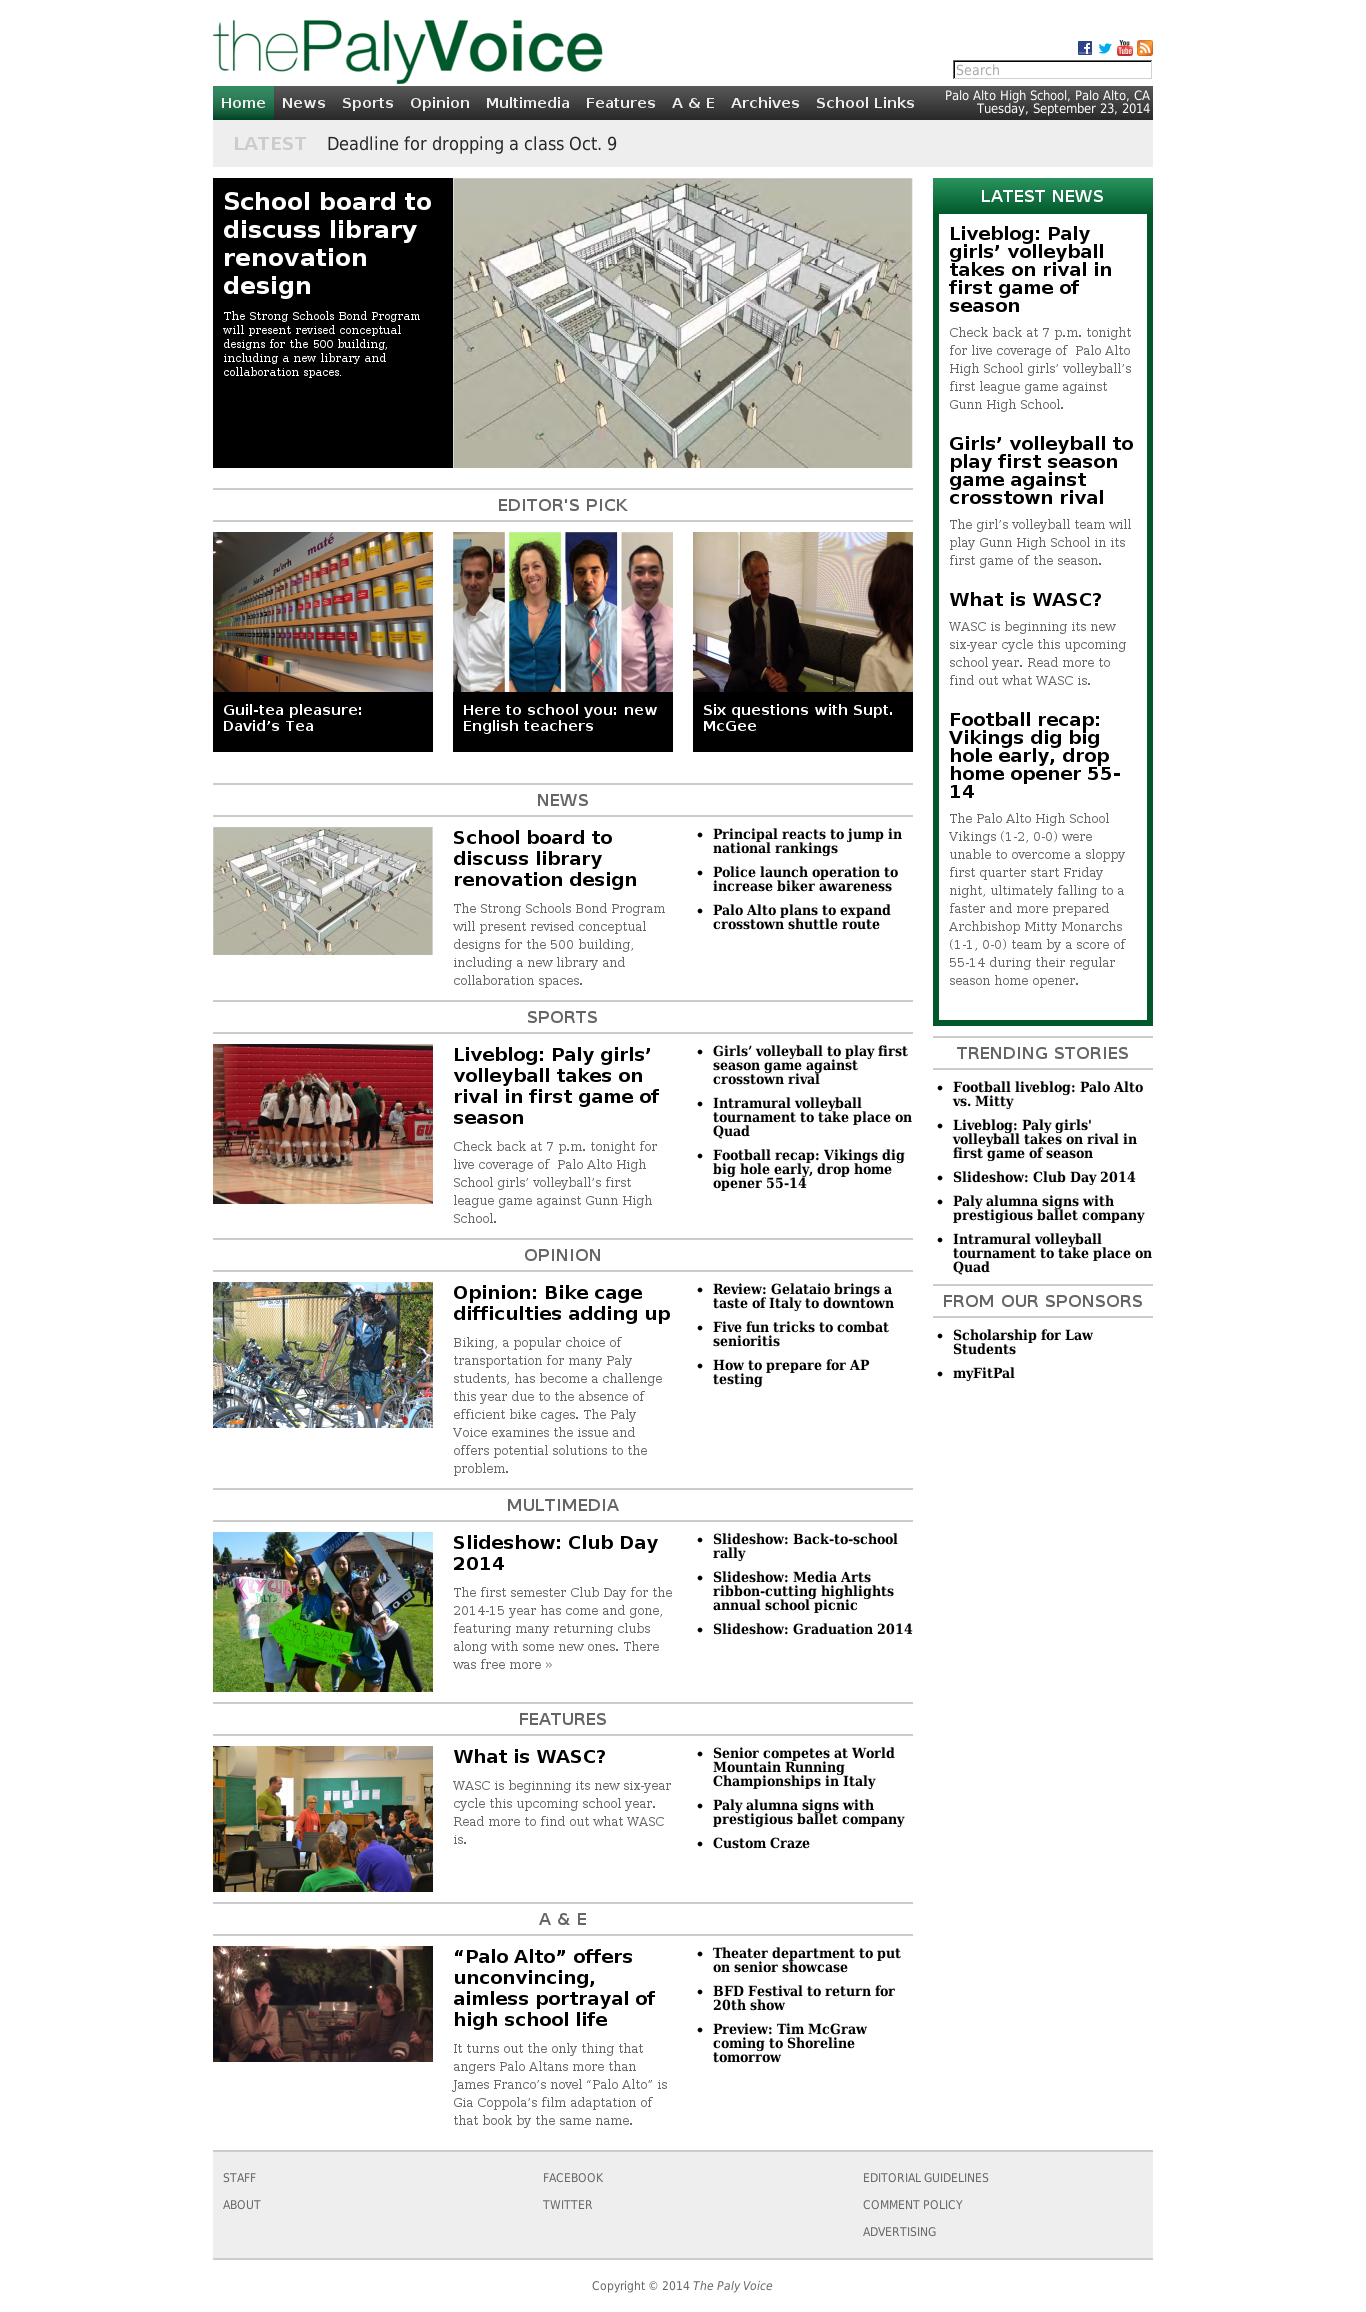 thePalyVoice
Search
Home News Sports Opinion Multimedia Features A & E Archives School Links
Palo Alto High School, Palo Alto, CA
Tuesday, September 23, 2014
LATEST Deadline for dropping a class Oct. 9
School board to
discuss library
renovation
design
The Strong Schools Bond Program
will present revised conceptual
designs for the 500 building,
including a new library and
collaboration spaces.
EDITOR'S PICK
maté
pu'erh
black
Guil-tea pleasure:
David’s Tea
Here to school you: new
English teachers
Six questions with Supt.
McGee
NEWS
School board to
discuss library
renovation design
The Strong Schools Bond Program
will present revised conceptual
designs for the 500 building,
including a new library and
collaboration spaces.
• Principal reacts to jump in
national rankings
• Police launch operation to
increase biker awareness
• Palo Alto plans to expand
crosstown shuttle route
SPORTS
GU
Liveblog: Paly girls’
volleyball takes on
rival in first game of
season
Check back at 7 p.m. tonight for
live coverage of  Palo Alto High
School girls’ volleyball’s first
league game against Gunn High
School.
• Girls’ volleyball to play first
season game against
crosstown rival
• Intramural volleyball
tournament to take place on
Quad
• Football recap: Vikings dig
big hole early, drop home
opener 55-14
OPINION
Opinion: Bike cage
difficulties adding up
Biking, a popular choice of
transportation for many Paly
students, has become a challenge
this year due to the absence of
efficient bike cages. The Paly
Voice examines the issue and
offers potential solutions to the
problem.
• Review: Gelataio brings a
taste of Italy to downtown
• Five fun tricks to combat
senioritis
• How to prepare for AP
testing
MULTIMEDIA
THIS WAY TO
Slideshow: Club Day
2014
The first semester Club Day for the
2014-15 year has come and gone,
featuring many returning clubs
along with some new ones. There
was free more »
• Slideshow: Back-to-school
rally
• Slideshow: Media Arts
ribbon-cutting highlights
annual school picnic
• Slideshow: Graduation 2014
FEATURES
What is WASC?
WASC is beginning its new six-year
cycle this upcoming school year.
Read more to find out what WASC
is.
• Senior competes at World
Mountain Running
Championships in Italy
• Paly alumna signs with
prestigious ballet company
• Custom Craze
A & E
“Palo Alto” offers
unconvincing,
aimless portrayal of
high school life
It turns out the only thing that
angers Palo Altans more than
James Franco’s novel “Palo Alto” is
Gia Coppola’s film adaptation of
that book by the same name.
• Theater department to put
on senior showcase
• BFD Festival to return for
20th show
• Preview: Tim McGraw
coming to Shoreline
tomorrow
LATEST NEWS
Liveblog: Paly
girls’ volleyball
takes on rival in
first game of
season
Check back at 7 p.m. tonight
for live coverage of  Palo Alto
High School girls’ volleyball’s
first league game against
Gunn High School.
Girls’ volleyball to
play first season
game against
crosstown rival
The girl’s volleyball team will
play Gunn High School in its
first game of the season.
What is WASC?
WASC is beginning its new
six-year cycle this upcoming
school year. Read more to
find out what WASC is.
Football recap:
Vikings dig big
hole early, drop
home opener 55-
14
The Palo Alto High School
Vikings (1-2, 0-0) were
unable to overcome a sloppy
first quarter start Friday
night, ultimately falling to a
faster and more prepared
Archbishop Mitty Monarchs
(1-1, 0-0) team by a score of
55-14 during their regular
season home opener.
TRENDING STORIES
• Football liveblog: Palo Alto
vs. Mitty
• Liveblog: Paly girls'
volleyball takes on rival in
first game of season
• Slideshow: Club Day 2014
• Paly alumna signs with
prestigious ballet company
• Intramural volleyball
tournament to take place on
Quad
FROM OUR SPONSORS
• Scholarship for Law
Students
• myFitPal
STAFF
ABOUT
FACEBOOK
TWITTER
EDITORIAL GUIDELINES
COMMENT POLICY
ADVERTISING
Copyright © 2014 The Paly Voice